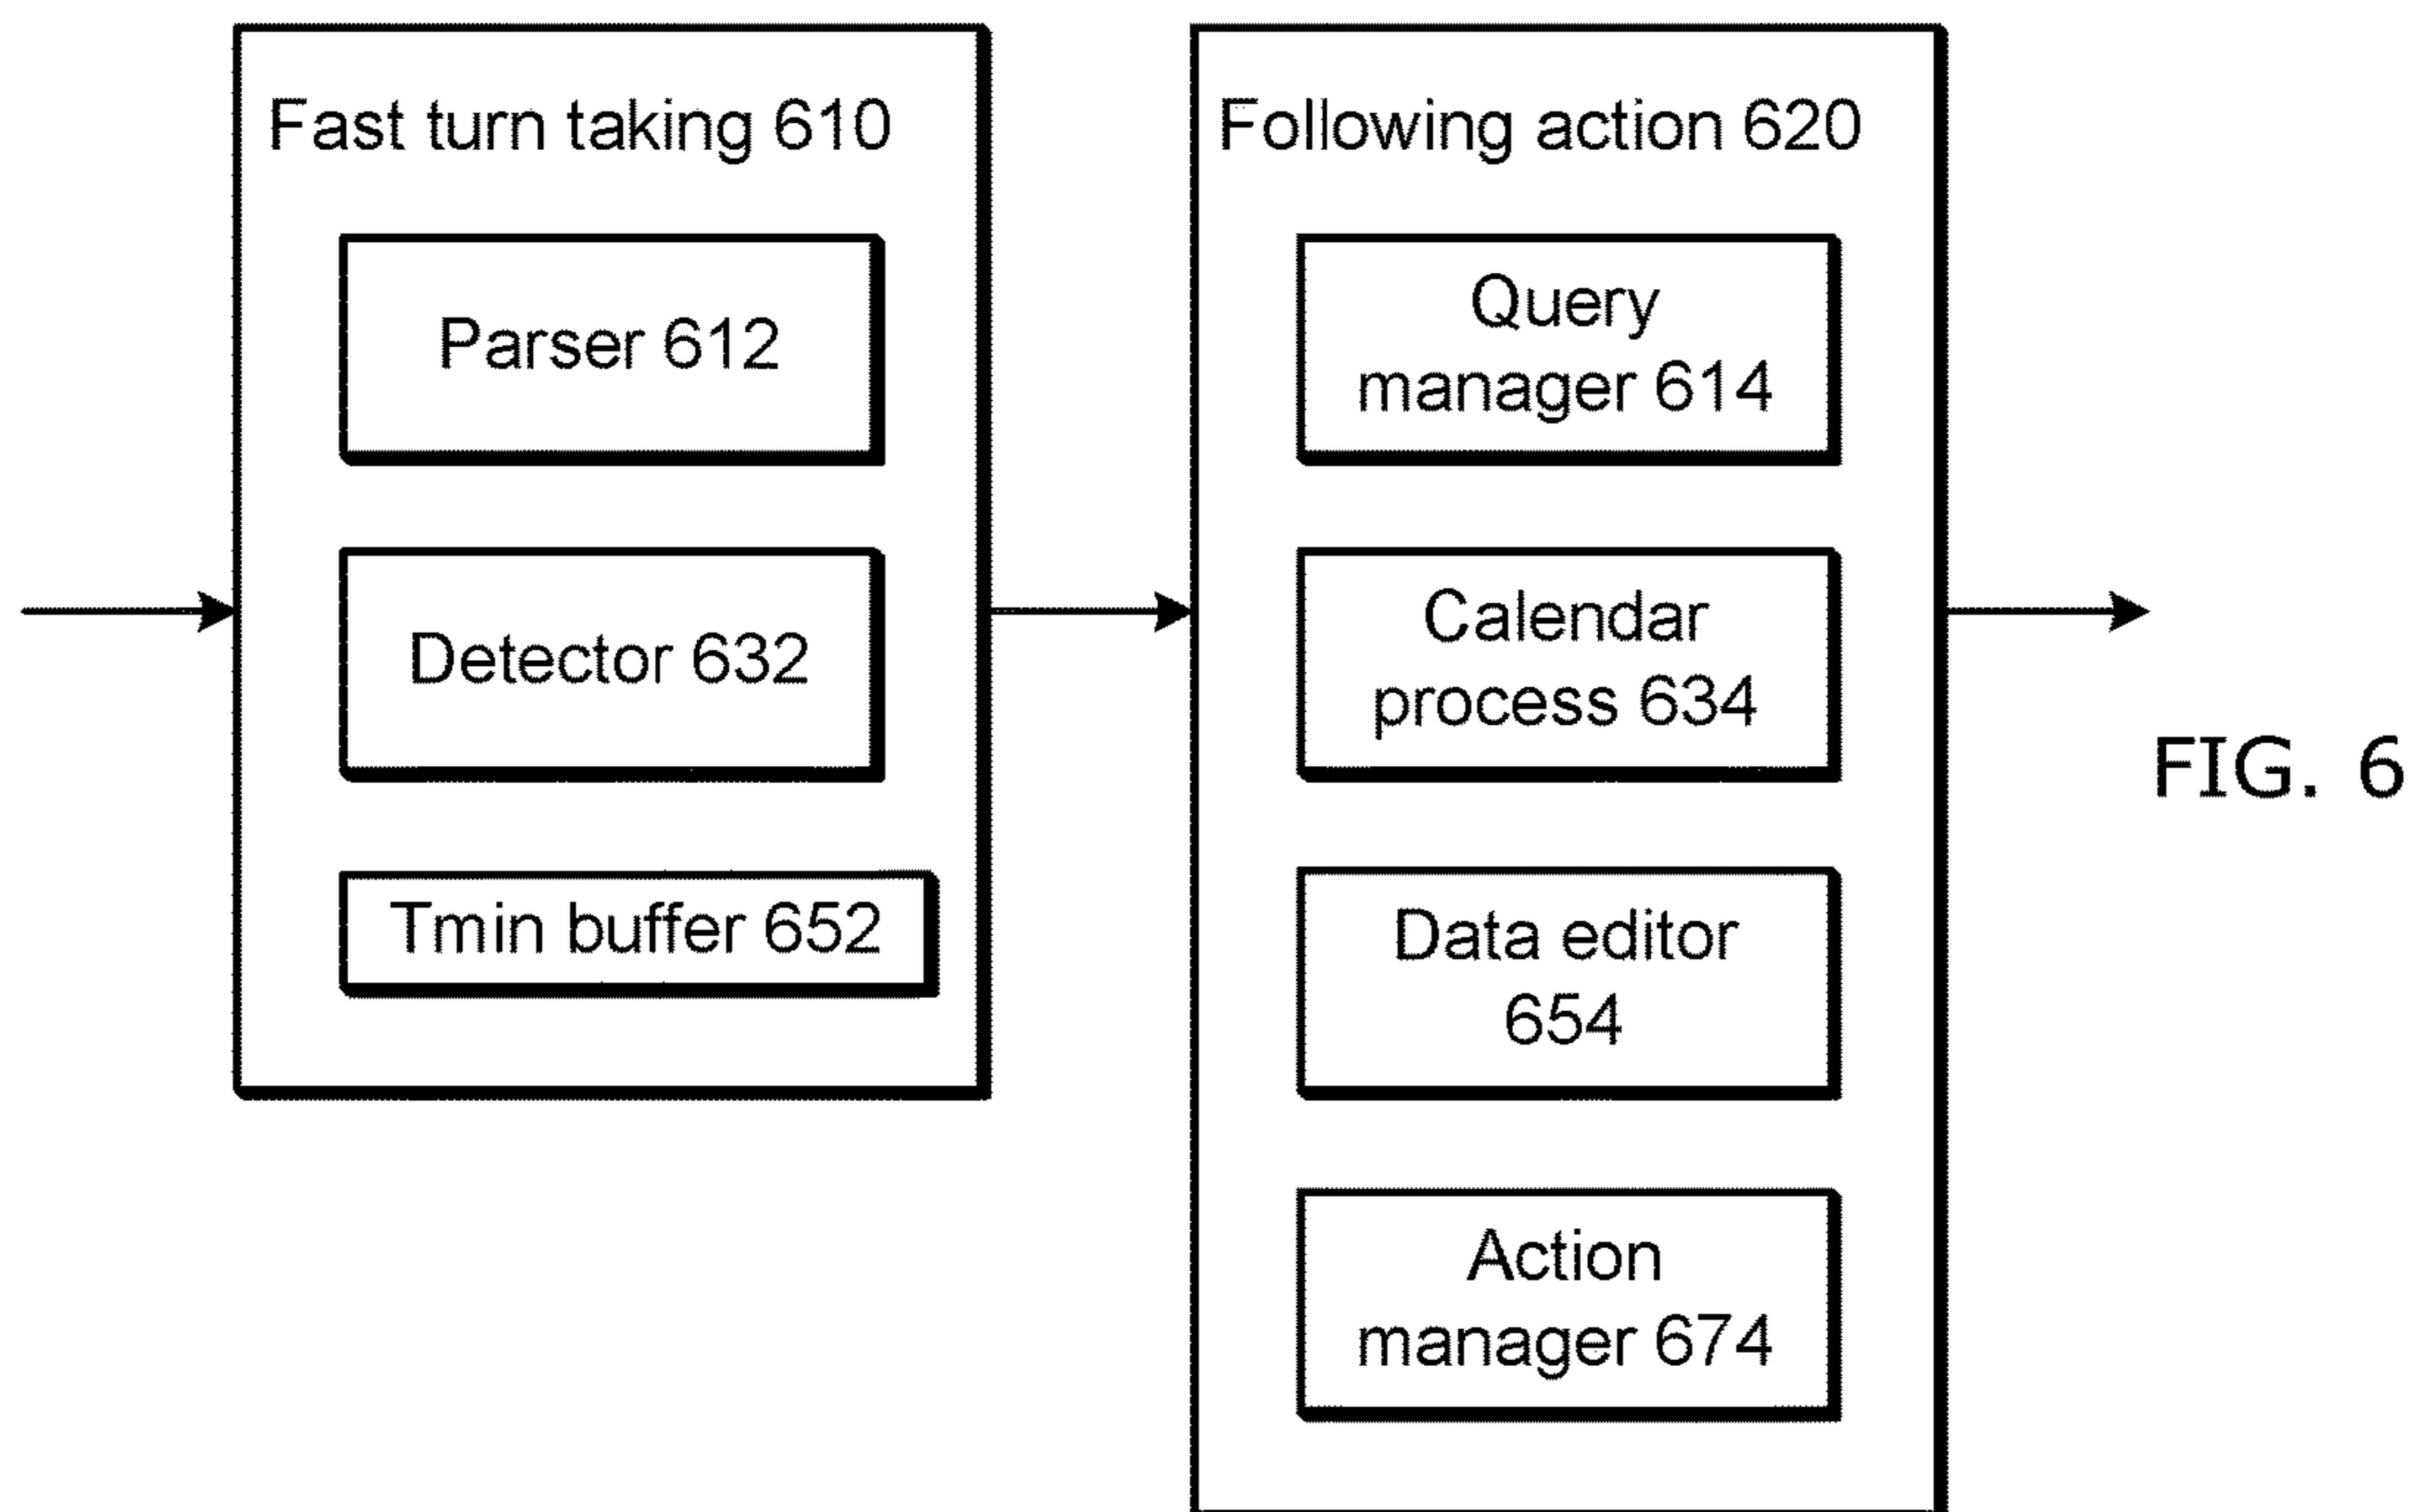 Fast turn taking 610
Parser 612
Detector 632
Tmin buffer 652
Following action 620
Query
manager 614
Calendar
process 634
Data editor
654
Action
manager 674
FIG. 6